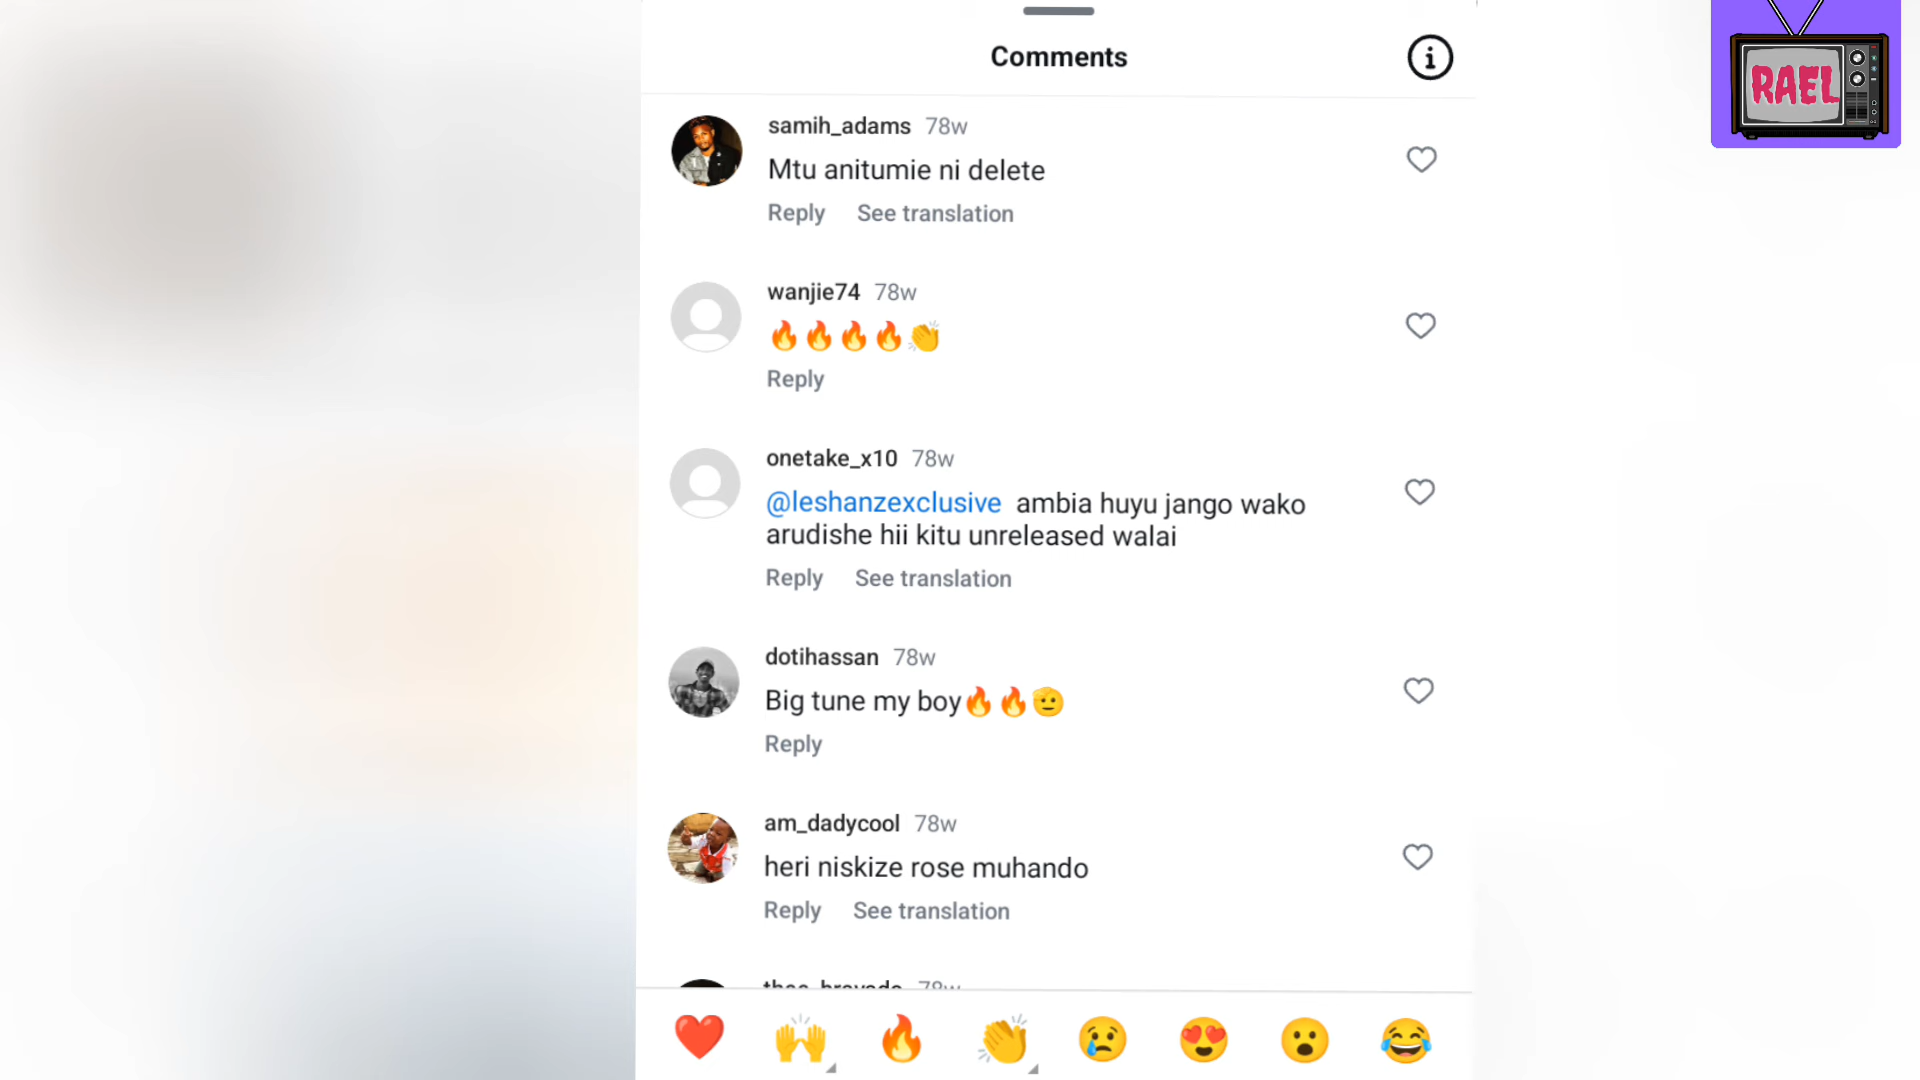 Comments
RAEL
samih_adams 78w
Mtu anitumie ni delete
Reply See translation
wanjie74 78w
🔥🔥🔥🔥👏
Reply
onetake_x10 78w
@leshanzexclusive ambia huyu jango wako
arudishe hii kitu unreleased walai
Reply See translation
dotihassan 78w
Big tune my boy🔥🔥🫡
Reply
am_dadycool 78w
heri niskize rose muhando
Reply See translation
78w